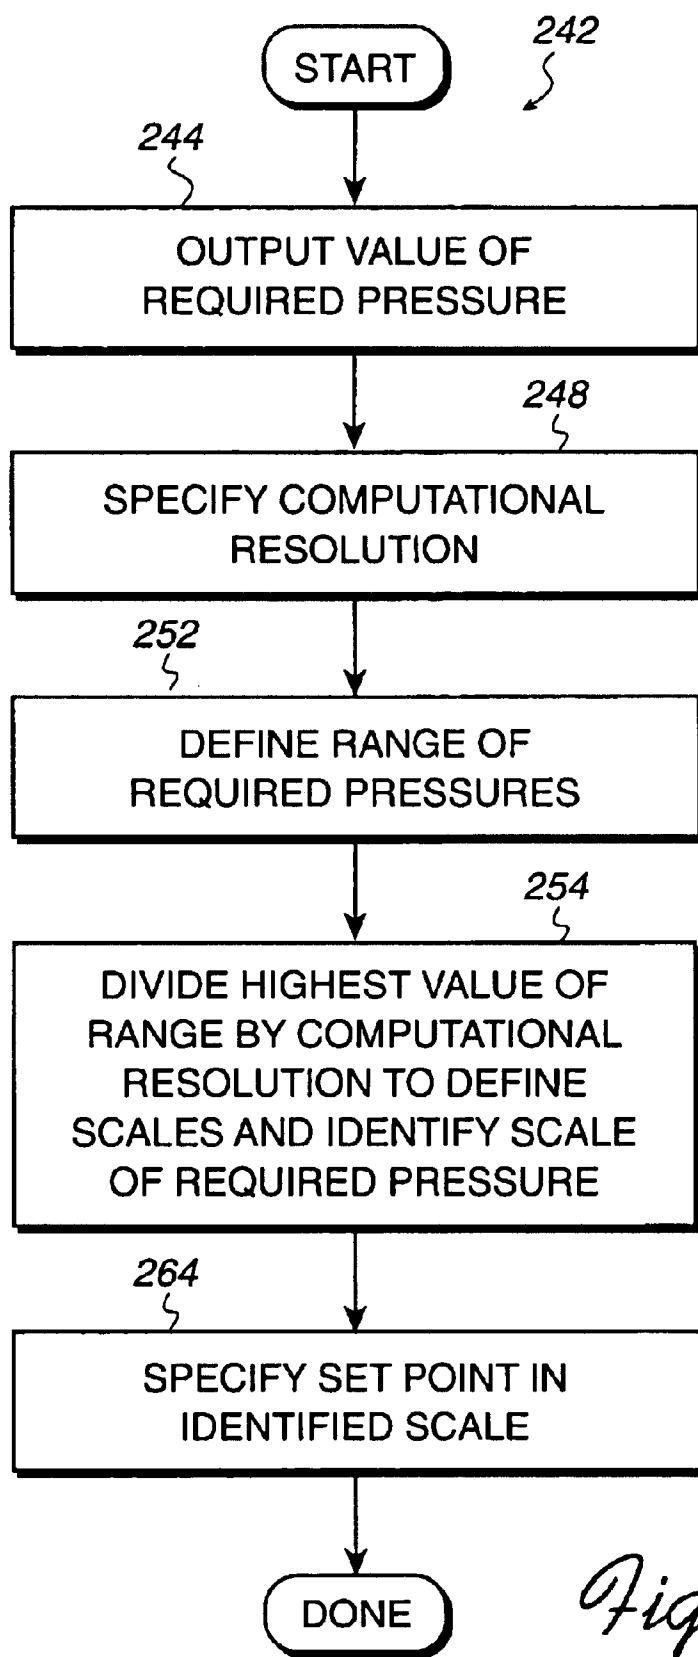 242
START
244
OUTPUT VALUE OF
REQUIRED PRESSURE
248
SPECIFY COMPUTATIONAL
RESOLUTION
252
DEFINE RANGE OF
REQUIRED PRESSURES
254
DIVIDE HIGHEST VALUE OF
RANGE BY COMPUTATIONAL
RESOLUTION TO DEFINE
SCALES AND IDENTIFY SCALE
OF REQUIRED PRESSURE
264
SPECIFY SET POINT IN
IDENTIFIED SCALE
DONE
Fig